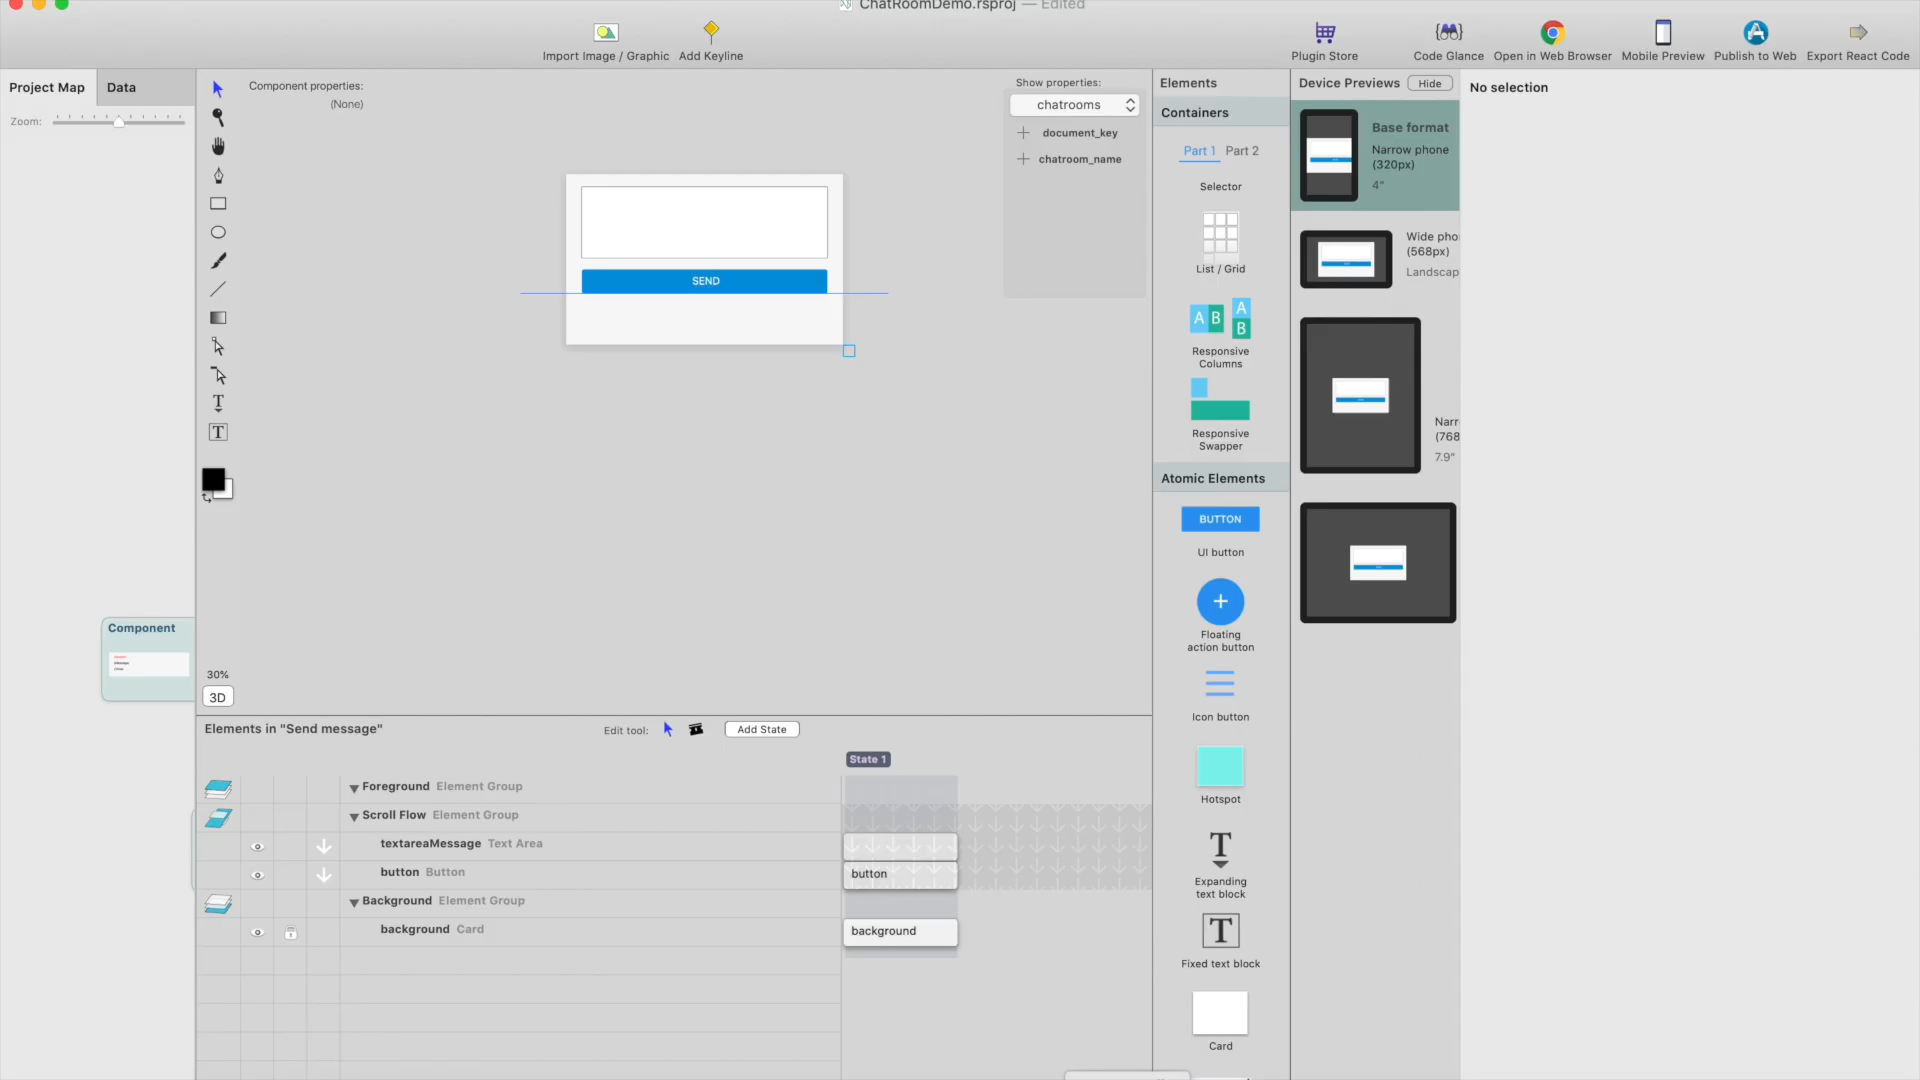 ChatRoomDemo.rsproj — Edited
Import Image / Graphic
Add Keyline
Plugin Store
Code Glance
Open in Web Browser
Mobile Preview
Publish to Web
Export React Code
Project Map
Data
Zoom:
Component
Component properties:
(None)
Show properties:
chatrooms
document_key
chatroom_name
SEND
30%
3D
T
T
Elements
Containers
Part 1
Part 2
Selector
List / Grid
A B
A
B
Responsive
Columns
Responsive
Swapper
Atomic Elements
BUTTON
UI button
Floating
action button
Icon button
Hotspot
T
Expanding
text block
T
Fixed text block
Card
Device Previews
Hide
Base format
Narrow phone
(320px)
4"
Wide pho
(568px)
Landscap
Narr
(768
7.9"
No selection
Elements in "Send message"
Edit tool:
Add State
State 1
Foreground Element Group
Scroll Flow Element Group
textareaMessage Text Area
button Button
button
Background Element Group
background Card
background